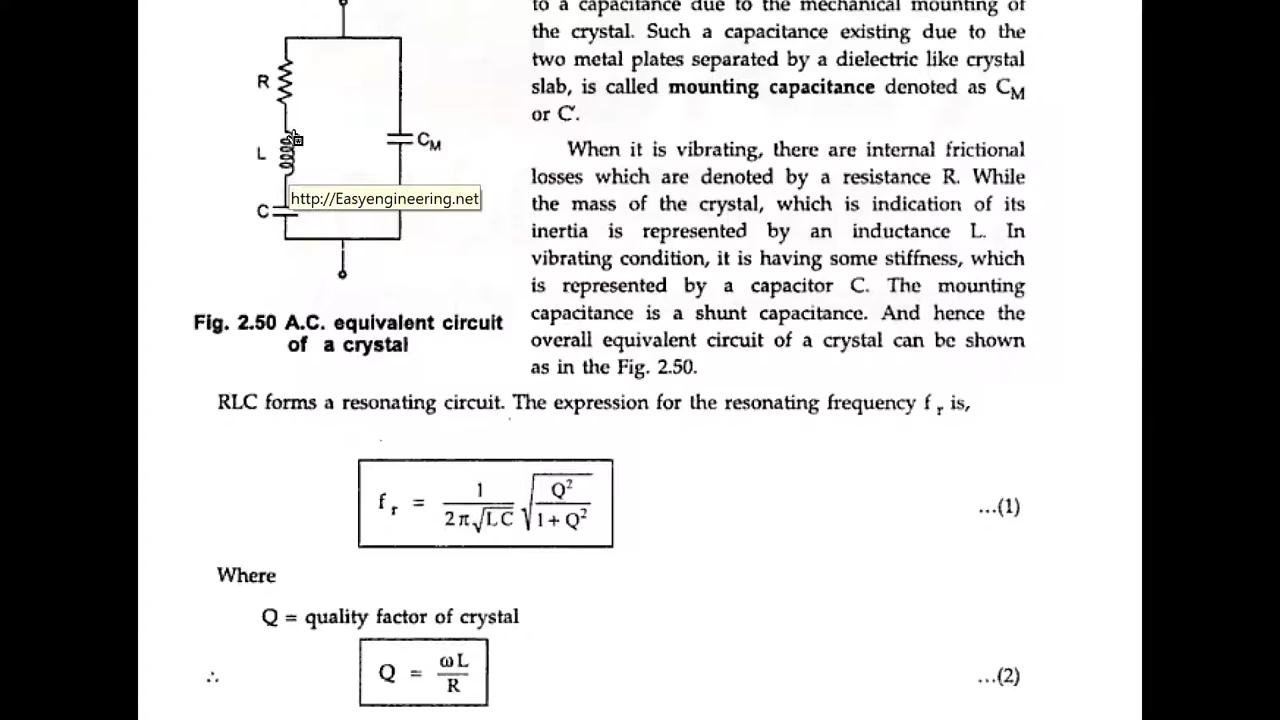 to a capacitance due to the mechanical mounting of
the crystal. Such a capacitance existing due to the
two metal plates separated by a dielectric like crystal
slab, is called mounting capacitance denoted as C_M
or C'.
R
L
C
C_M
http://Easyengineering.net
Fig. 2.50 A.C. equivalent circuit
of a crystal
When it is vibrating, there are internal frictional
losses which are denoted by a resistance R. While
the mass of the crystal, which is indication of its
inertia is represented by an inductance L. In
vibrating condition, it is having some stiffness, which
is represented by a capacitor C. The mounting
capacitance is a shunt capacitance. And hence the
overall equivalent circuit of a crystal can be shown
as in the Fig. 2.50.
RLC forms a resonating circuit. The expression for the resonating frequency f_r is,
f_r = 1/(2π√LC) √(Q²/(1+Q²)) ...(1)
Where
Q = quality factor of crystal
∴ Q = ωL/R ...(2)